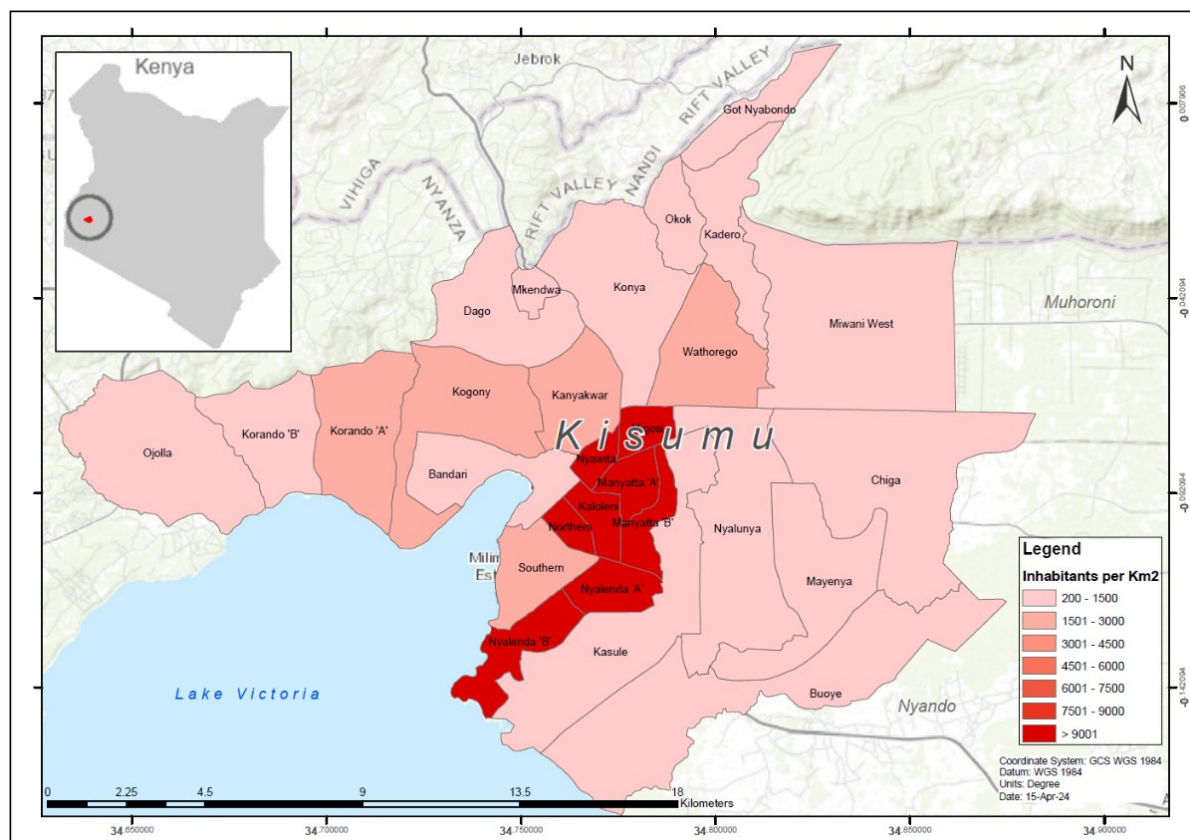 Kenya
Jebrok
N
RIFT VALLEY
Got Nyabondo
VIHIGA
NYANZA
RIFT VALLEY
NANDI
Okok
Kadero
Mkendwa
Konya
Dago
Muhoroni
Miwani West
Wathorego
Kogony
Kanyakwar
Korando 'B'
Korando 'A'
Kisumu
Ojolla
Nyawita
Bandari
Manyatta 'A'
Chiga
Kaloleni
Northern
Manyatta 'B'
Nyalunya
Milim
Est
Southern
Mayenya
Nyalenda 'A'
Nyalenda 'B'
Kasule
Lake Victoria
Buoye
Nyando
Legend
Inhabitants per Km2
200 - 1500
1501 - 3000
3001 - 4500
4501 - 6000
6001 - 7500
7501 - 9000
> 9001
Coordinate System: GCS WGS 1984
Datum: WGS 1984
Units: Degree
Date: 15-Apr-24
0 2.25 4.5 9 13.5 18
Kilometers
0.007906
-0.042094
-0.092094
-0.142094
34.650000 34.700000 34.750000 34.800000 34.850000 34.900000